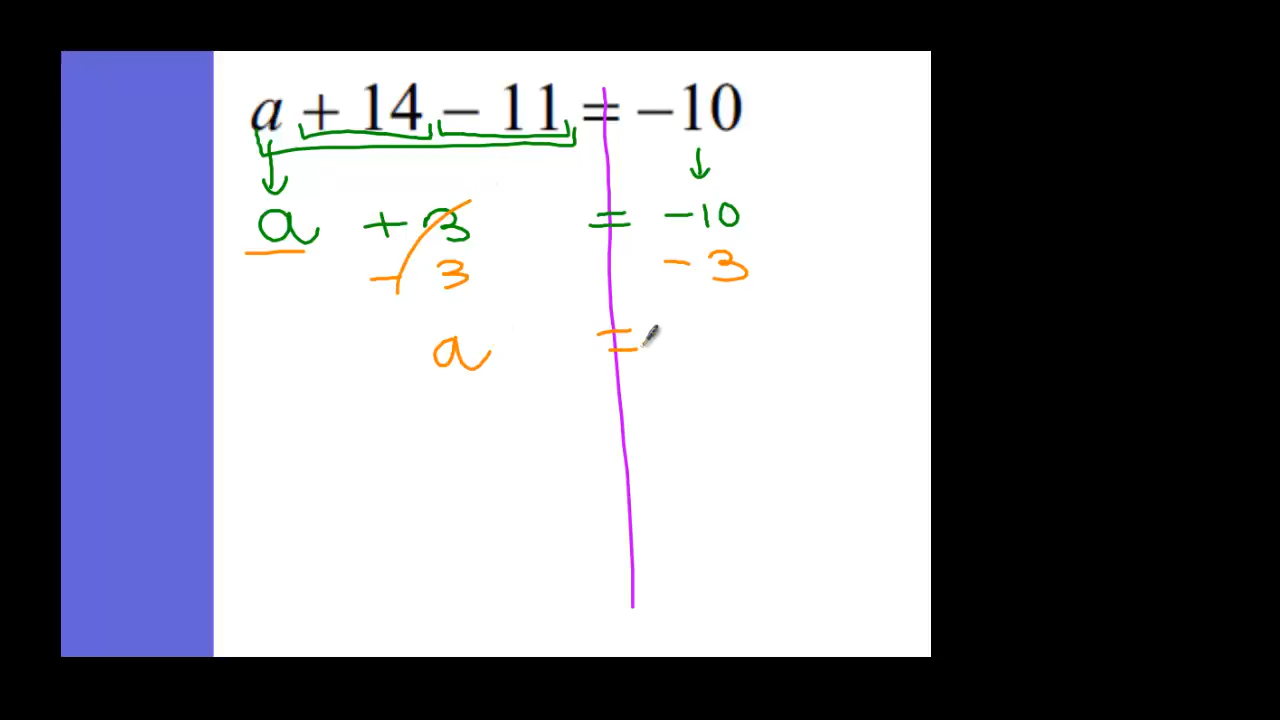 a + 14 − 11 = −10
a + 3 = −10
− 3 − 3
a =